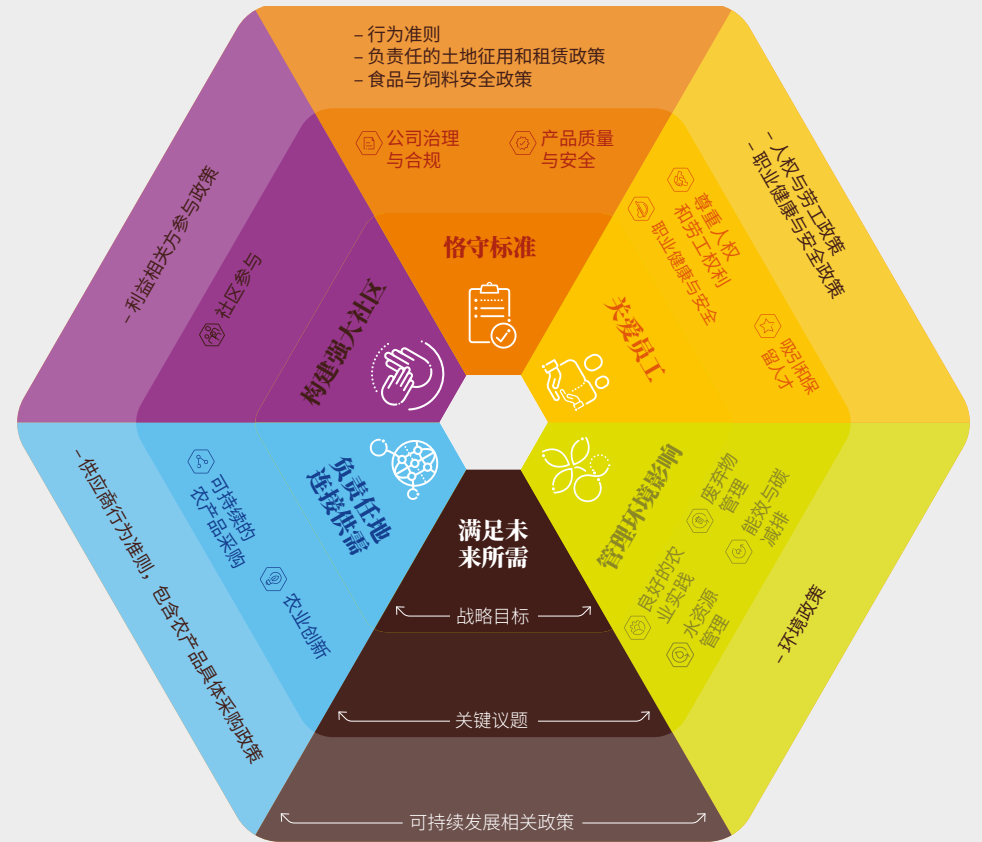 – 行为准则
– 负责任的土地征用和租赁政策
– 食品与饲料安全政策
公司治理
与合规
产品质量
与安全
恪守标准
– 人权与劳工政策
– 职业健康与安全政策
尊重人权
和劳工权利
职业健康与安全
吸引和保
留人才
关爱员工
– 环境政策
废弃物
管理
能效与碳
减排
良好的农
业实践
水资源
管理
管理环境影响
满足未
来所需
战略目标
关键议题
可持续发展相关政策
– 供应商行为准则，包含农产品具体采购政策
可持续的
农产品采购
农业创新
负责任地
连接供需
– 利益相关方参与政策
社区参与
构建强大社区